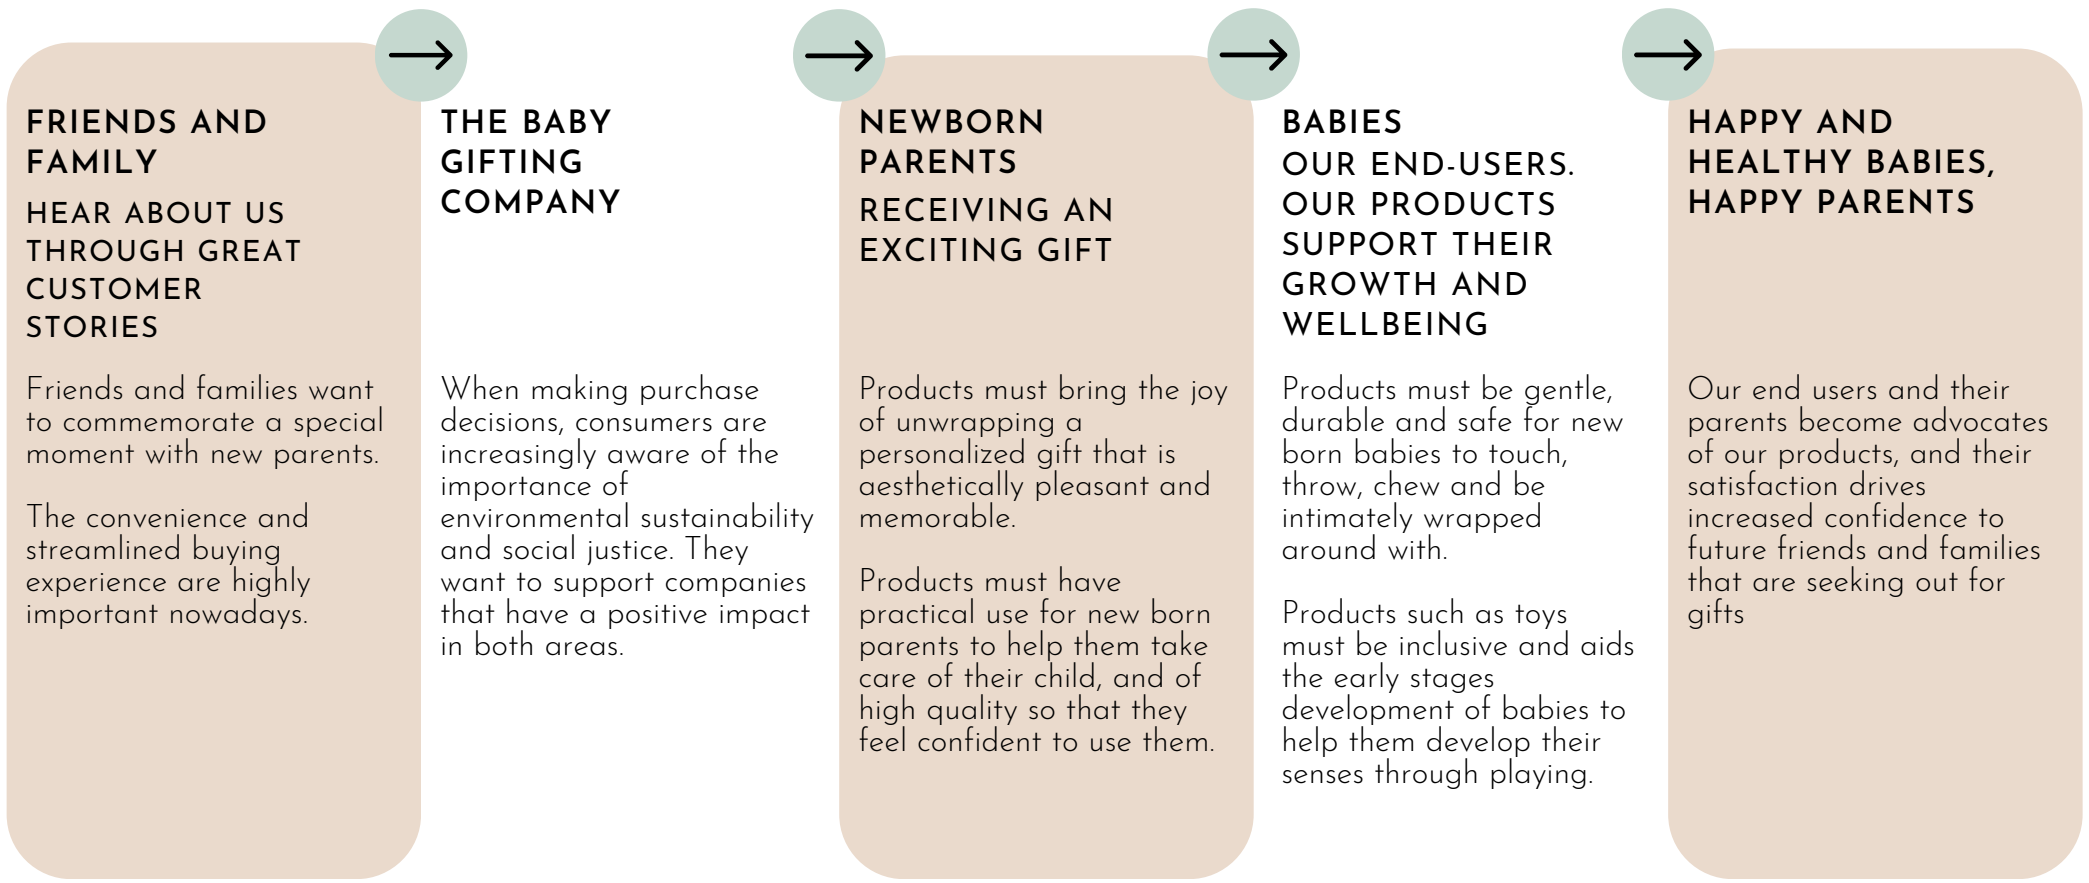 FRIENDS AND
FAMILY
HEAR ABOUT US
THROUGH GREAT
CUSTOMER
STORIES
Friends and families want
to commemorate a special
moment with new parents.
The convenience and
streamlined buying
experience are highly
important nowadays.
THE BABY
GIFTING
COMPANY
When making purchase
decisions, consumers are
increasingly aware of the
importance of
environmental sustainability
and social justice. They
want to support companies
that have a positive impact
in both areas.
NEWBORN
PARENTS
RECEIVING AN
EXCITING GIFT
Products must bring the joy
of unwrapping a
personalized gift that is
aesthetically pleasant and
memorable.
Products must have
practical use for new born
parents to help them take
care of their child, and of
high quality so that they
feel confident to use them.
BABIES
OUR END-USERS.
OUR PRODUCTS
SUPPORT THEIR
GROWTH AND
WELLBEING
Products must be gentle,
durable and safe for new
born babies to touch,
throw, chew and be
intimately wrapped
around with.
Products such as toys
must be inclusive and aids
the early stages
development of babies to
help them develop their
senses through playing.
HAPPY AND
HEALTHY BABIES,
HAPPY PARENTS
Our end users and their
parents become advocates
of our products, and their
satisfaction drives
increased confidence to
future friends and families
that are seeking out for
gifts